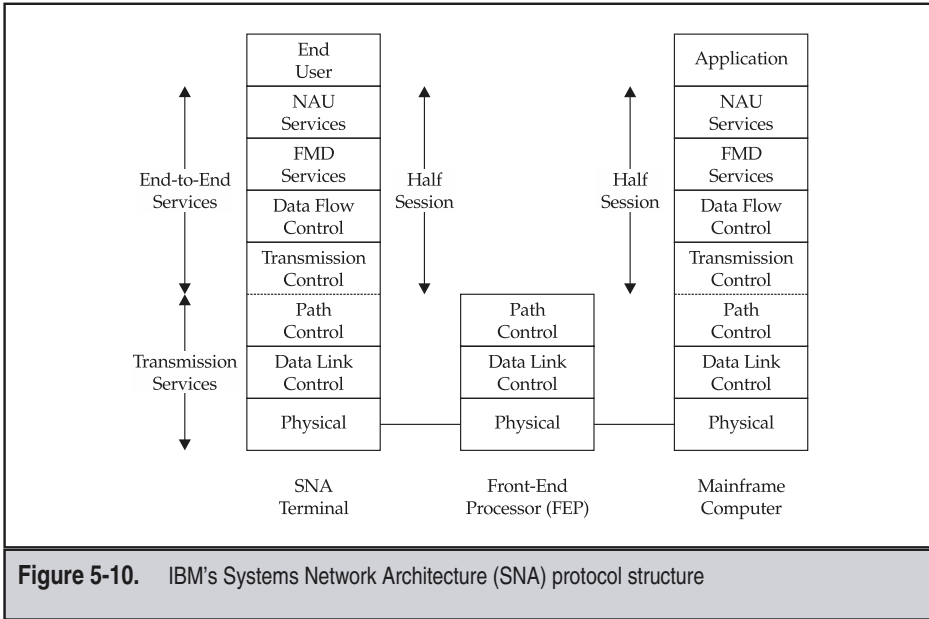 End
User
NAU
Services
FMD
Services
Data Flow
Control
Transmission
Control
Path
Control
Data Link
Control
Physical
End-to-End
Services
Transmission
Services
Half
Session
SNA
Terminal
Path
Control
Data Link
Control
Physical
Front-End
Processor (FEP)
Half
Session
Application
NAU
Services
FMD
Services
Data Flow
Control
Transmission
Control
Path
Control
Data Link
Control
Physical
Mainframe
Computer
Figure 5-10. IBM's Systems Network Architecture (SNA) protocol structure